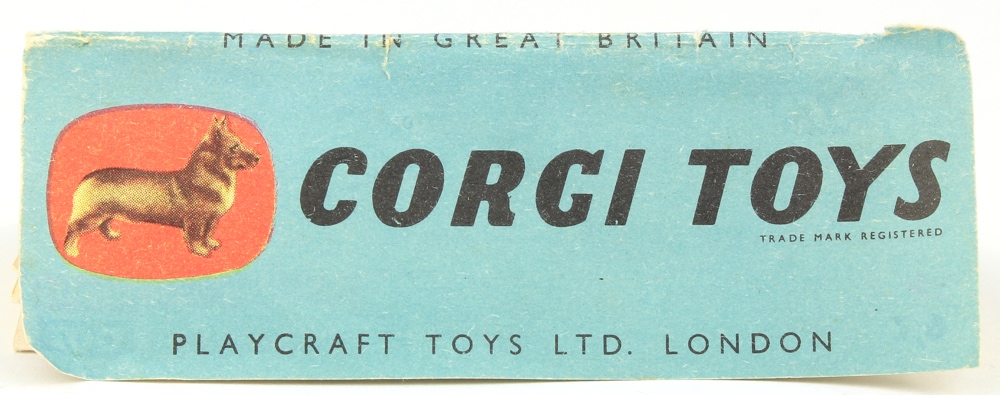 MADE IN GREAT BRITAIN
CORGI TOYS
TRADE MARK REGISTERED
PLAYCRAFT TOYS LTD. LONDON